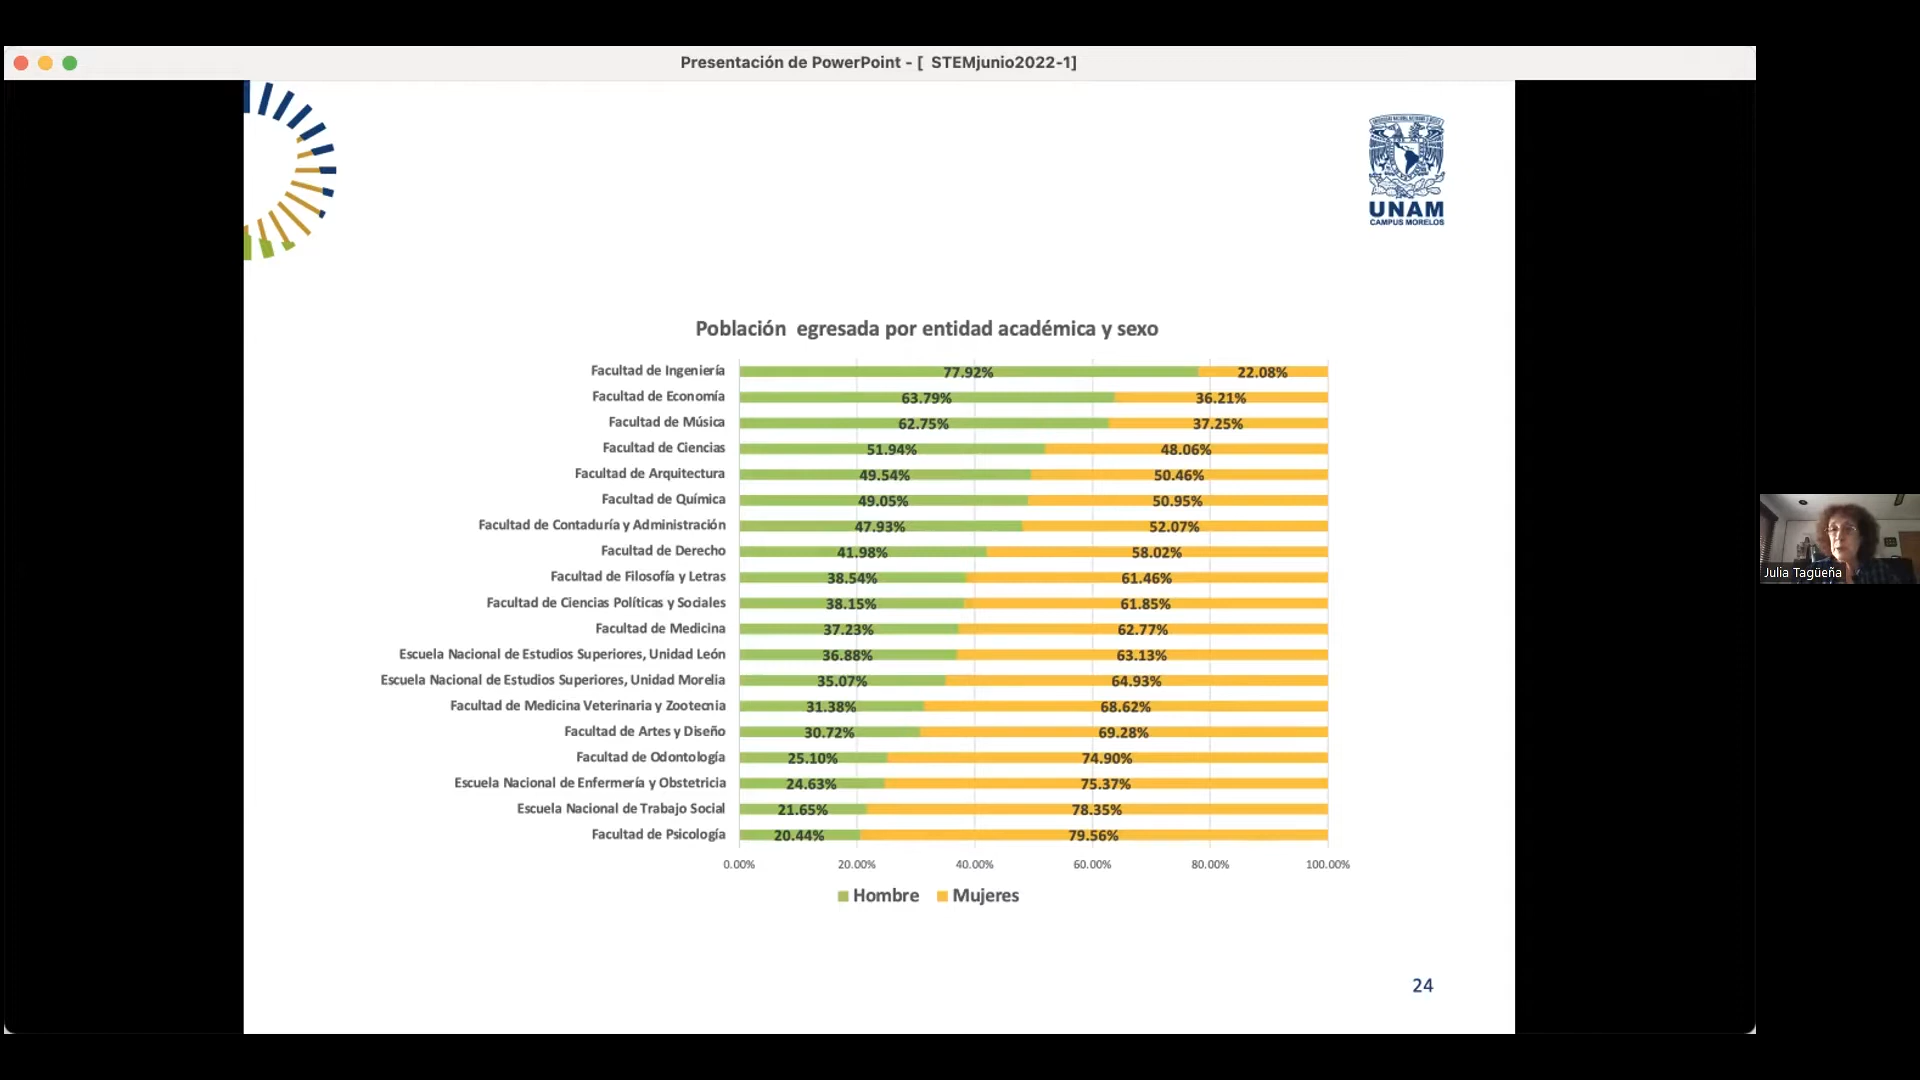 Presentación de PowerPoint - [ STEMjunio2022-1]
UNAM
CAMPUS MORELOS
Población egresada por entidad académica y sexo
Facultad de Ingeniería 77.92% 22.08%
Facultad de Economía 63.79% 36.21%
Facultad de Música 62.75% 37.25%
Facultad de Ciencias 51.94% 48.06%
Facultad de Arquitectura 49.54% 50.46%
Facultad de Química 49.05% 50.95%
Facultad de Contaduría y Administración 47.93% 52.07%
Facultad de Derecho 41.98% 58.02%
Facultad de Filosofía y Letras 38.54% 61.46%
Facultad de Ciencias Políticas y Sociales 38.15% 61.85%
Facultad de Medicina 37.23% 62.77%
Escuela Nacional de Estudios Superiores, Unidad León 36.88% 63.13%
Escuela Nacional de Estudios Superiores, Unidad Morelia 35.07% 64.93%
Facultad de Medicina Veterinaria y Zootecnia 31.38% 68.62%
Facultad de Artes y Diseño 30.72% 69.28%
Facultad de Odontología 25.10% 74.90%
Escuela Nacional de Enfermería y Obstetricia 24.63% 75.37%
Escuela Nacional de Trabajo Social 21.65% 78.35%
Facultad de Psicología 20.44% 79.56%
0.00% 20.00% 40.00% 60.00% 80.00% 100.00%
Hombre Mujeres
24
Julia Tagüeña